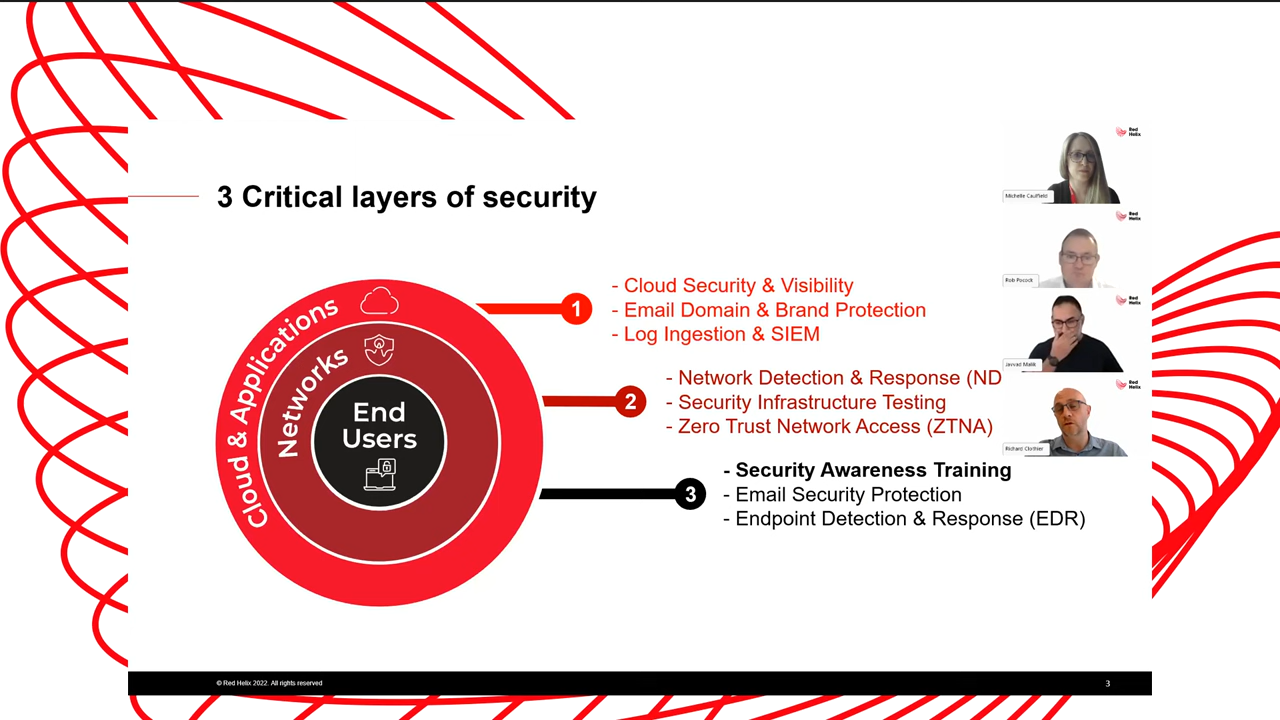 3 Critical layers of security
Cloud & Applications
Networks
End
Users
1
- Cloud Security & Visibility
- Email Domain & Brand Protection
- Log Ingestion & SIEM
2
- Network Detection & Response (ND
- Security Infrastructure Testing
- Zero Trust Network Access (ZTNA)
3
- Security Awareness Training
- Email Security Protection
- Endpoint Detection & Response (EDR)
Red
Helix
Michelle Caulfield
Red
Helix
Rob Pocock
Red
Helix
Javvad Malik
Red
Helix
Richard Clothier
© Red Helix 2022. All rights reserved
3